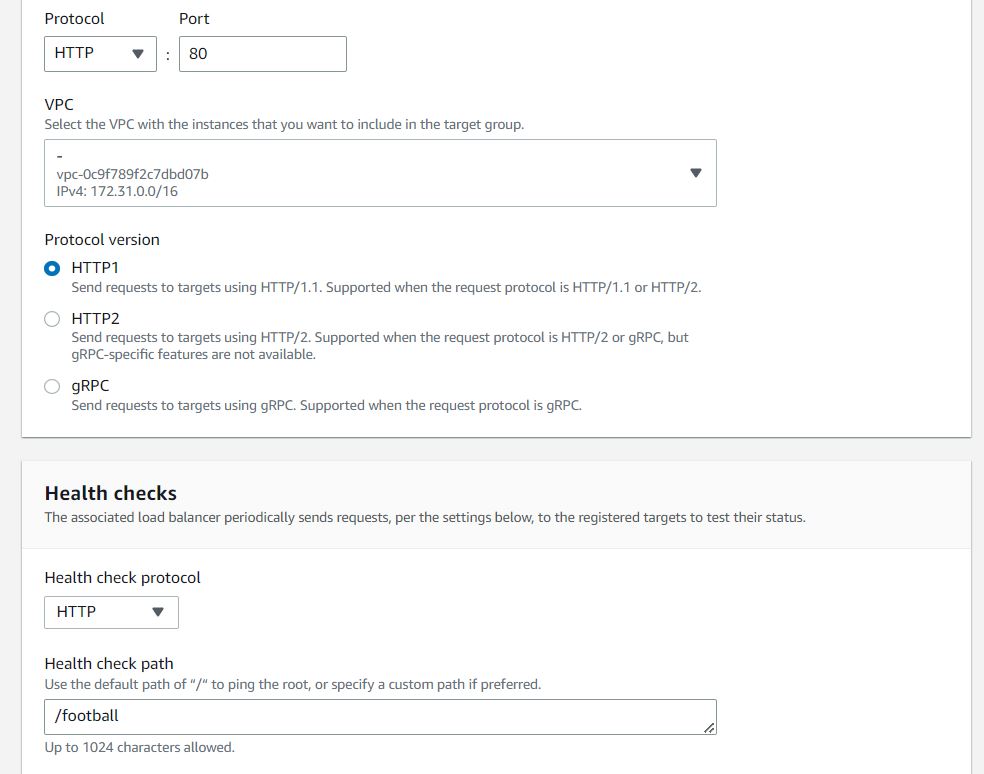 Protocol Port
HTTP : 80
VPC
Select the VPC with the instances that you want to include in the target group.
-
vpc-0c9f789f2c7dbd07b
IPv4: 172.31.0.0/16
Protocol version
HTTP1
Send requests to targets using HTTP/1.1. Supported when the request protocol is HTTP/1.1 or HTTP/2.
HTTP2
Send requests to targets using HTTP/2. Supported when the request protocol is HTTP/2 or gRPC, but
gRPC-specific features are not available.
gRPC
Send requests to targets using gRPC. Supported when the request protocol is gRPC.
Health checks
The associated load balancer periodically sends requests, per the settings below, to the registered targets to test their status.
Health check protocol
HTTP
Health check path
Use the default path of “/“ to ping the root, or specify a custom path if preferred.
/football
Up to 1024 characters allowed.